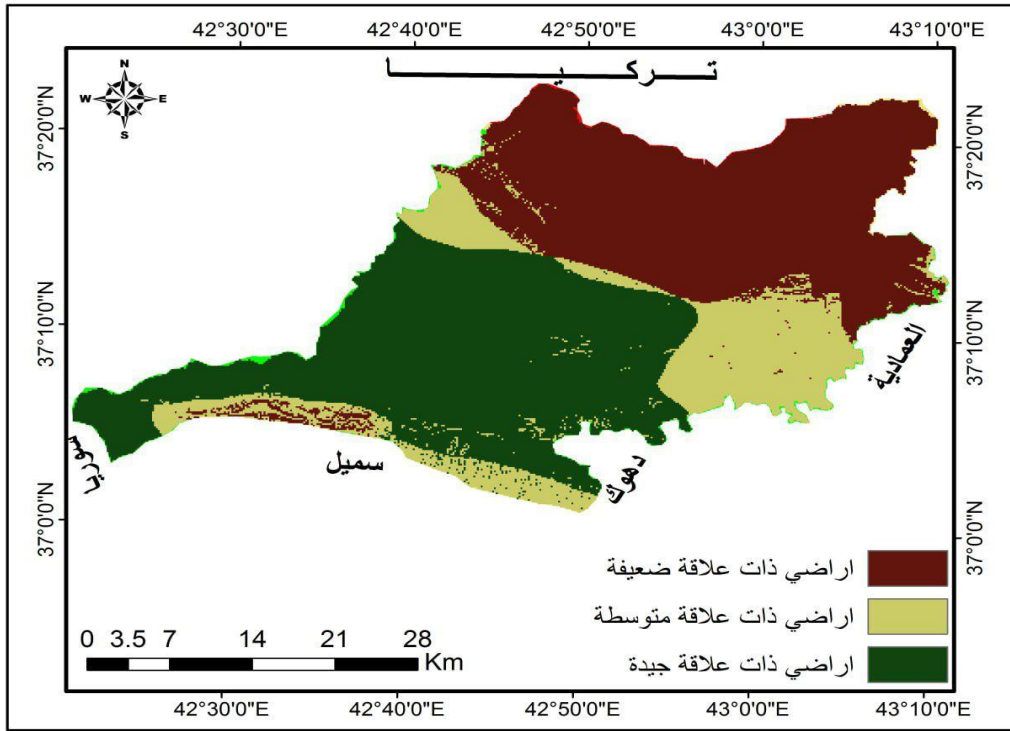 42°30'0"E 42°40'0"E 42°50'0"E 43°0'0"E 43°10'0"E
تـــركـــيـــا
N
W E
S
37°20'0"N
37°20'0"N
37°10'0"N
37°10'0"N
العمادية
سوريا
سميل
دهوك
37°0'0"N
37°0'0"N
اراضي ذات علاقة ضعيفة
اراضي ذات علاقة متوسطة
اراضي ذات علاقة جيدة
0 3.5 7 14 21 28
Km
42°30'0"E 42°40'0"E 42°50'0"E 43°0'0"E 43°10'0"E